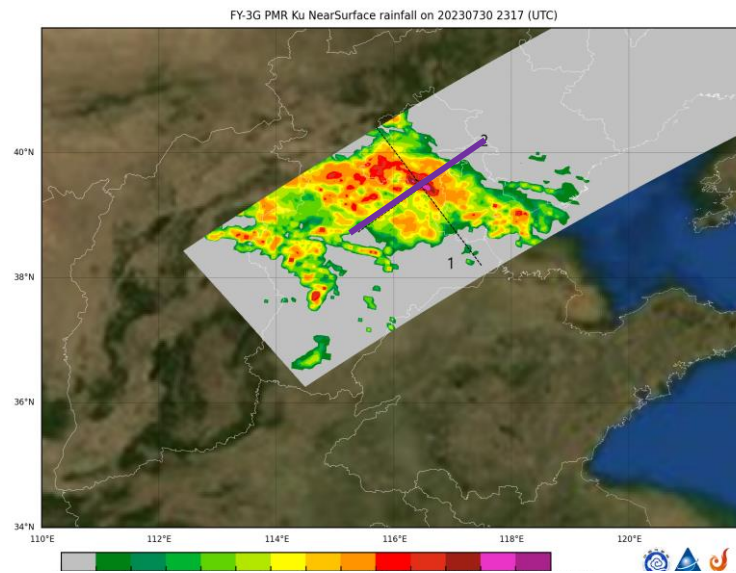 FY-3G PMR Ku NearSurface rainfall on 20230730 2317 (UTC)
40°N
2
38°N
1
36°N
34°N
110°E 112°E 114°E 116°E 118°E 120°E